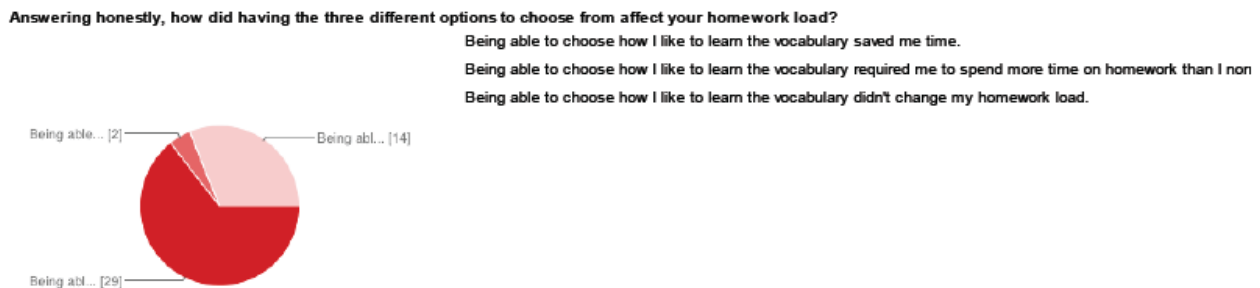 Answering honestly, how did having the three different options to choose from affect your homework load?
Being able to choose how I like to learn the vocabulary saved me time.
Being able to choose how I like to learn the vocabulary required me to spend more time on homework than I
Being able to choose how I like to learn the vocabulary didn't change my homework load.
Being able... [2]
Being abl... [14]
Being abl... [29]